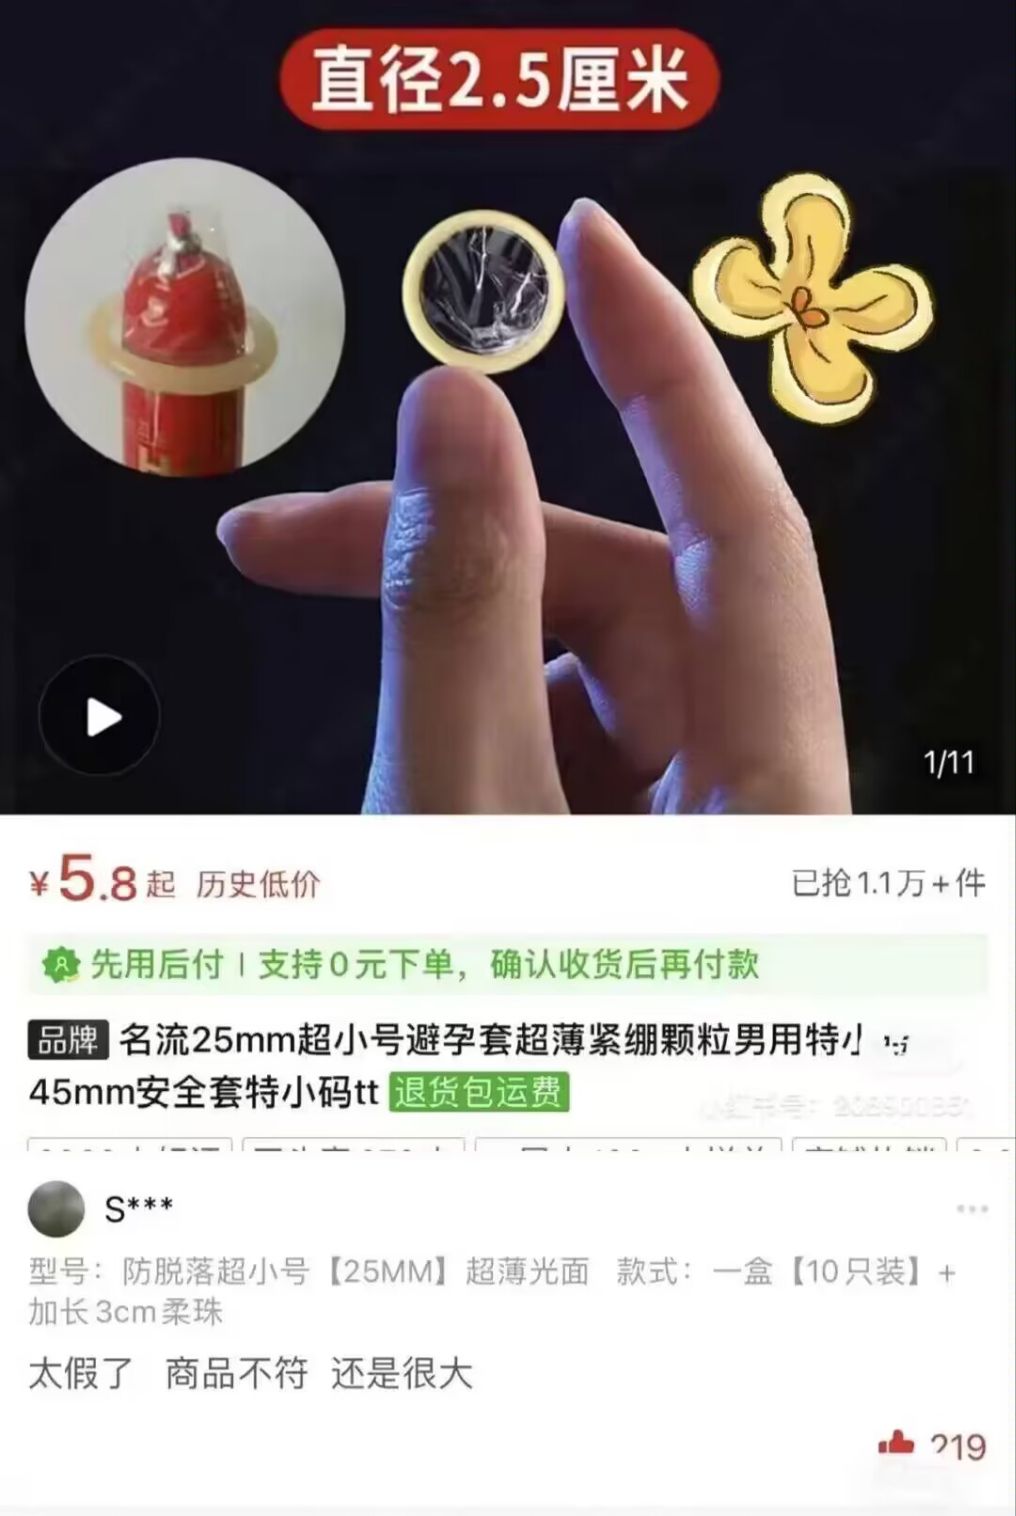 直径2.5厘米
1/11
¥5.8起 历史低价
已抢1.1万+件
先用后付 | 支持0元下单，确认收货后再付款
品牌 名流25mm超小号避孕套超薄紧绷颗粒男用特小
45mm安全套特小码tt 退货包运费
S***
型号：防脱落超小号【25MM】超薄光面 款式：一盒【10只装】+
加长3cm柔珠
太假了 商品不符 还是很大
219